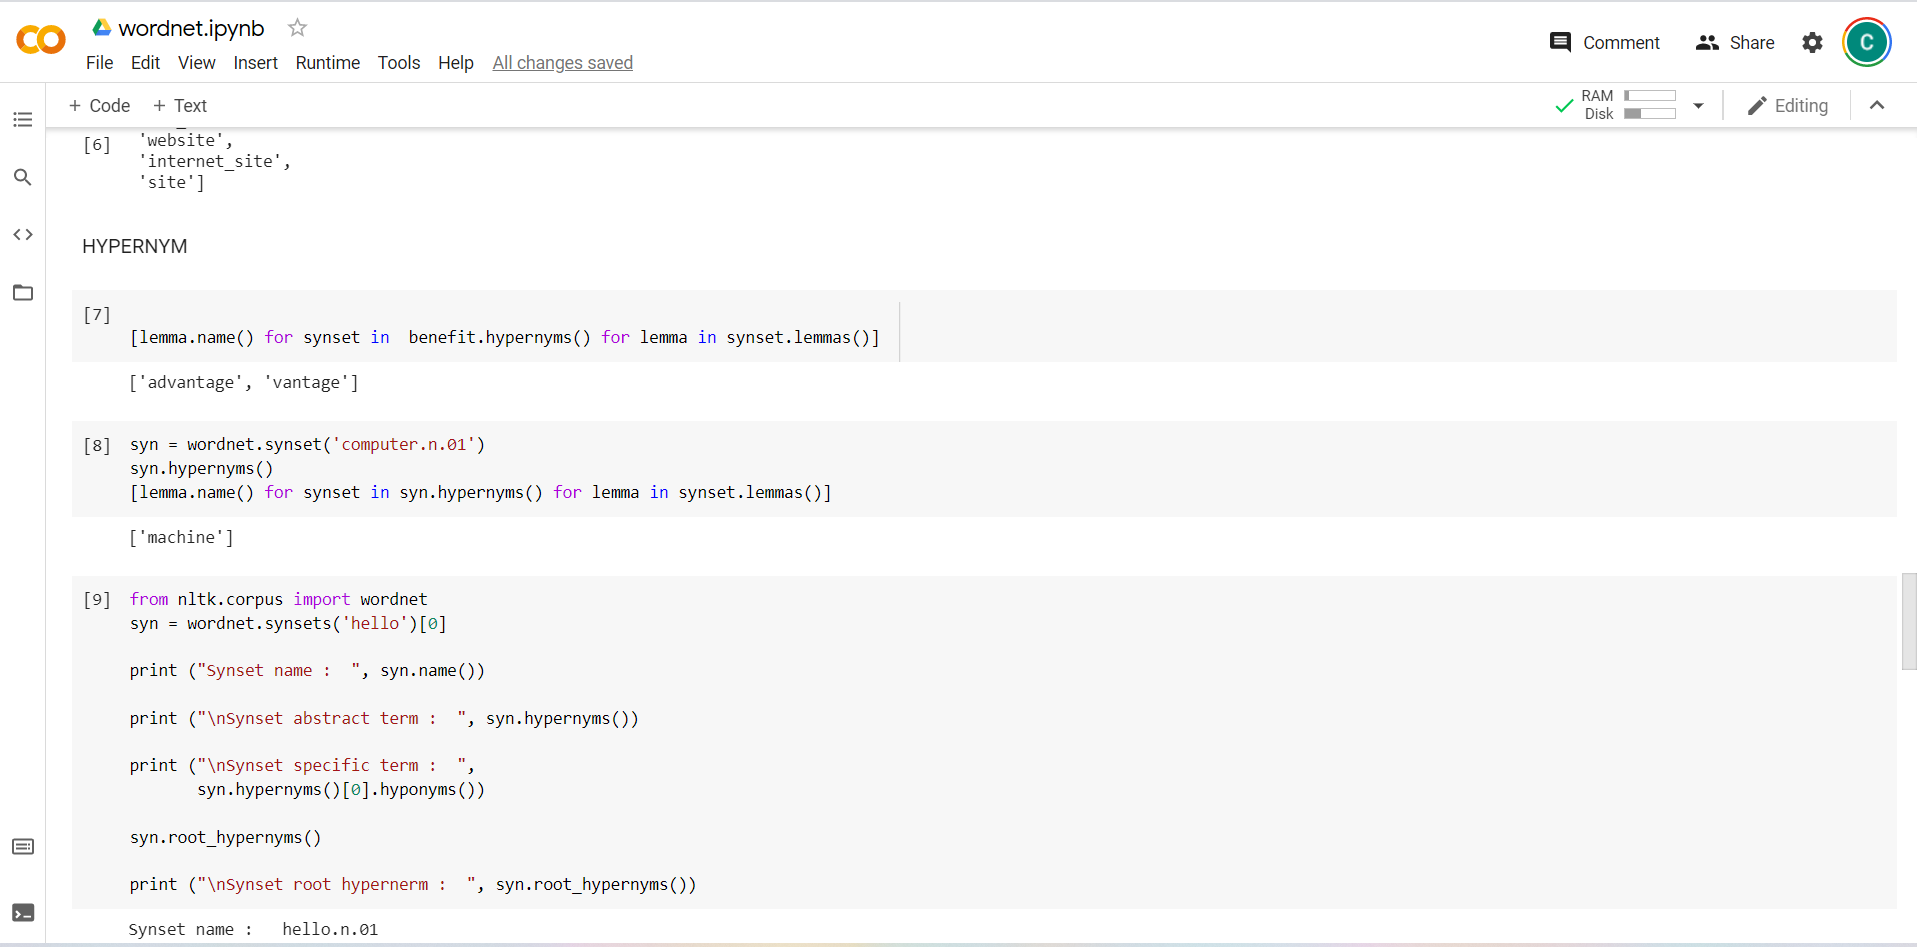 wordnet.ipynb
File Edit View Insert Runtime Tools Help All changes saved
Comment Share C
+ Code + Text
RAM
Disk
Editing
[6] 'website',
'internet_site',
'site']
HYPERNYM
[7]
[lemma.name() for synset in  benefit.hypernyms() for lemma in synset.lemmas()]
['advantage', 'vantage']
[8] syn = wordnet.synset('computer.n.01')
syn.hypernyms()
[lemma.name() for synset in syn.hypernyms() for lemma in synset.lemmas()]
['machine']
[9] from nltk.corpus import wordnet
syn = wordnet.synsets('hello')[0]
print ("Synset name :  ", syn.name())
print ("\nSynset abstract term :  ", syn.hypernyms())
print ("\nSynset specific term :  ",
syn.hypernyms()[0].hyponyms())
syn.root_hypernyms()
print ("\nSynset root hypernerm :  ", syn.root_hypernyms())
Synset name :   hello.n.01